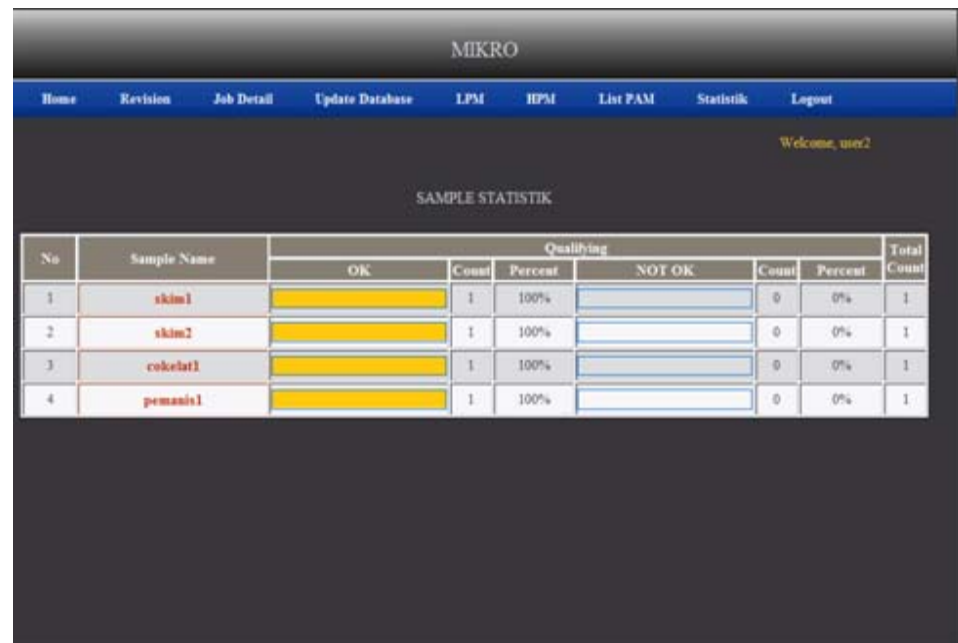 MIKRO
Home Revision Job Detail Update Database LPM HPM List PAM Statistik Logout
Welcome, user2
SAMPLE STATISTIK
No Sample Name Qualifying Total Count
OK Count Percent NOT OK Count Percent
1 skim1 1 100% 0 0% 1
2 skim2 1 100% 0 0% 1
3 cokelat1 1 100% 0 0% 1
4 pemanis1 1 100% 0 0% 1